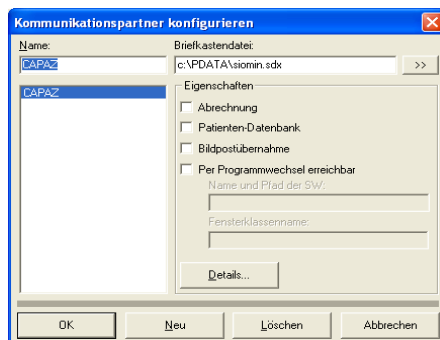 Kommunikationspartner konfigurieren
Name:
Briefkastendatei:
CAPAZ
c:\PDATA\siomin.sdx
>>
CAPAZ
Eigenschaften
Abrechnung
Patienten-Datenbank
Bildpostübernahme
Per Programmwechsel erreichbar
Name und Pfad der SW:
Fensterklassenname:
Details...
OK
Neu
Löschen
Abbrechen